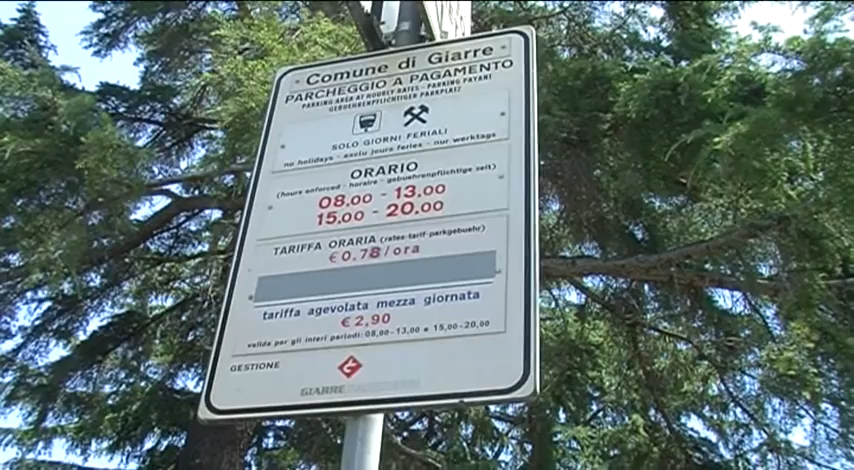 Comune di Giarre
PARCHEGGIO A PAGAMENTO
PARKING AREA AT HOURLY RATES - PARKING PAYANT
GEBUEHRENPFLICHTIGER PARKPLATZ
SOLO GIORNI FERIALI
no holidays - exclus jours feries - nur werktags
ORARIO
(hours enforced - horaire - gebuehrenpflichtige zeit)
08.00 - 13.00
15.00 - 20.00
TARIFFA ORARIA (rates-tarif-parkgebuehr)
€0.78/ora
tariffa agevolata mezza giornata
€2,90
valida per gli interi periodi: 08.00-13.00 e 15.00-20.00
GESTIONE
GIARRE